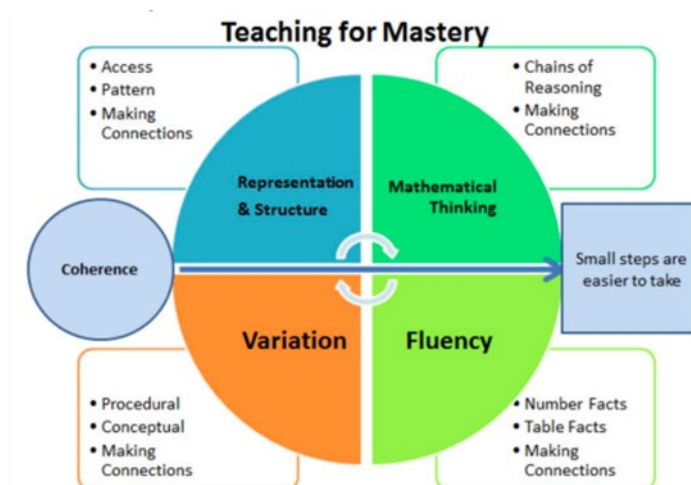 Teaching for Mastery
• Access
• Pattern
• Making
Connections
• Chains of
Reasoning
• Making
Connections
Representation
& Structure
Mathematical
Thinking
Coherence
Small steps are
easier to take
Variation
Fluency
• Procedural
• Conceptual
• Making
Connections
• Number Facts
• Table Facts
• Making
Connections